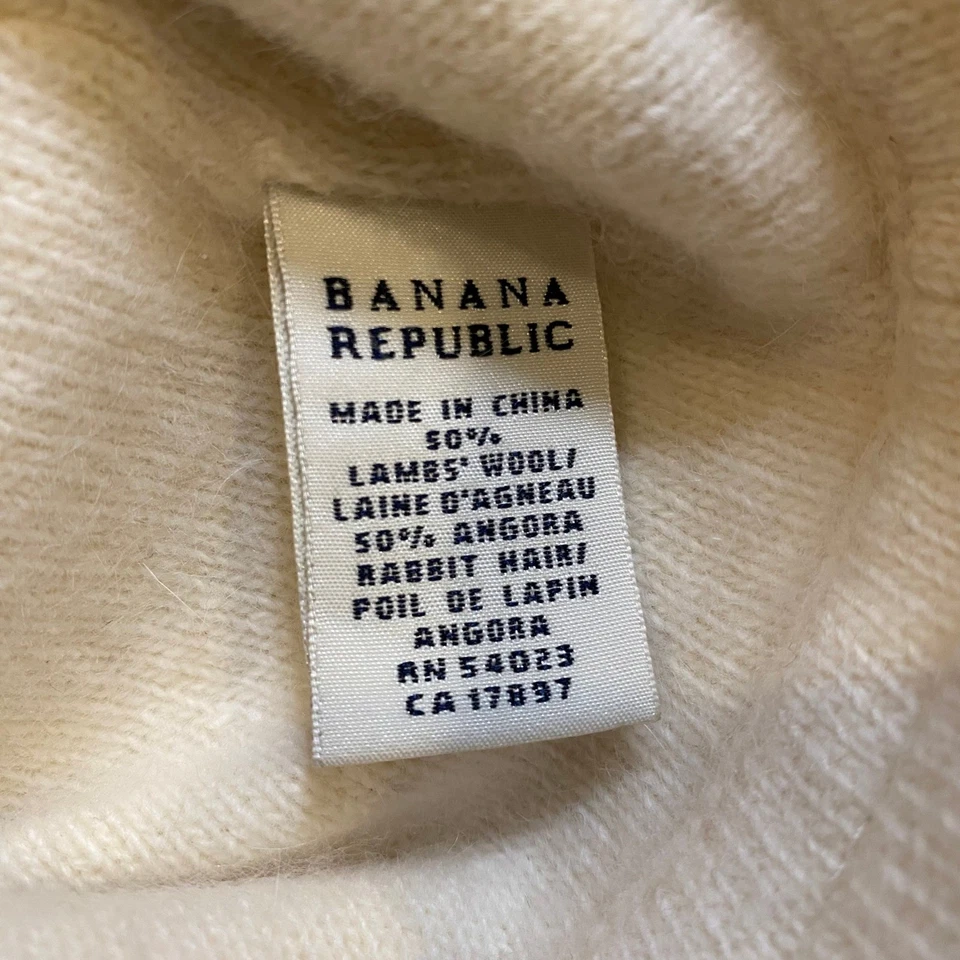 BANANA
REPUBLIC
MADE IN CHINA
50%
LAMBS' WOOL/
LAINE D'AGNEAU
50% ANGORA
RABBIT HAIR/
POIL DE LAPIN
ANGORA
RN 54023
CA 17897